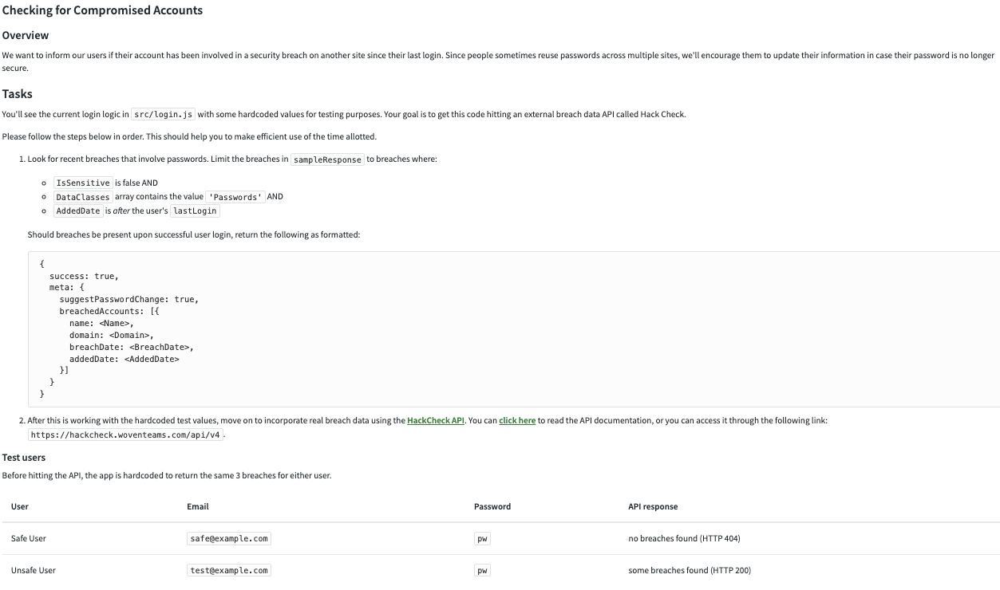 Checking for Compromised Accounts
Overview
We want to inform our users if their account has been involved in a security breach on another site since their last login. Since people sometimes reuse passwords across multiple sites, we'll encourage them to update their information in case their password is no longer
secure.
Tasks
You'll see the current login logic in src/login.js with some hardcoded values for testing purposes. Your goal is to get this code hitting an external breach data API called Hack Check.
Please follow the steps below in order. This should help you to make efficient use of the time allotted.
1. Look for recent breaches that involve passwords. Limit the breaches in sampleResponse to breaches where:
IsSensitive is false AND
DataClasses array contains the value 'Passwords' AND
AddedDate is after the user's lastLogin
Should breaches be present upon successful user login, return the following as formatted:
{
  success: true,
  meta: {
    suggestPasswordChange: true,
    breachedAccounts: [{
      name: <Name>,
      domain: <Domain>,
      breachDate: <BreachDate>,
      addedDate: <AddedDate>
    }]
  }
}
2. After this is working with the hardcoded test values, move on to incorporate real breach data using the HackCheck API. You can click here to read the API documentation, or you can access it through the following link:
https://hackcheck.woventeams.com/api/v4.
Test users
Before hitting the API, the app is hardcoded to return the same 3 breaches for either user.
User Email Password API response
Safe User safe@example.com pw no breaches found (HTTP 404)
Unsafe User test@example.com pw some breaches found (HTTP 200)